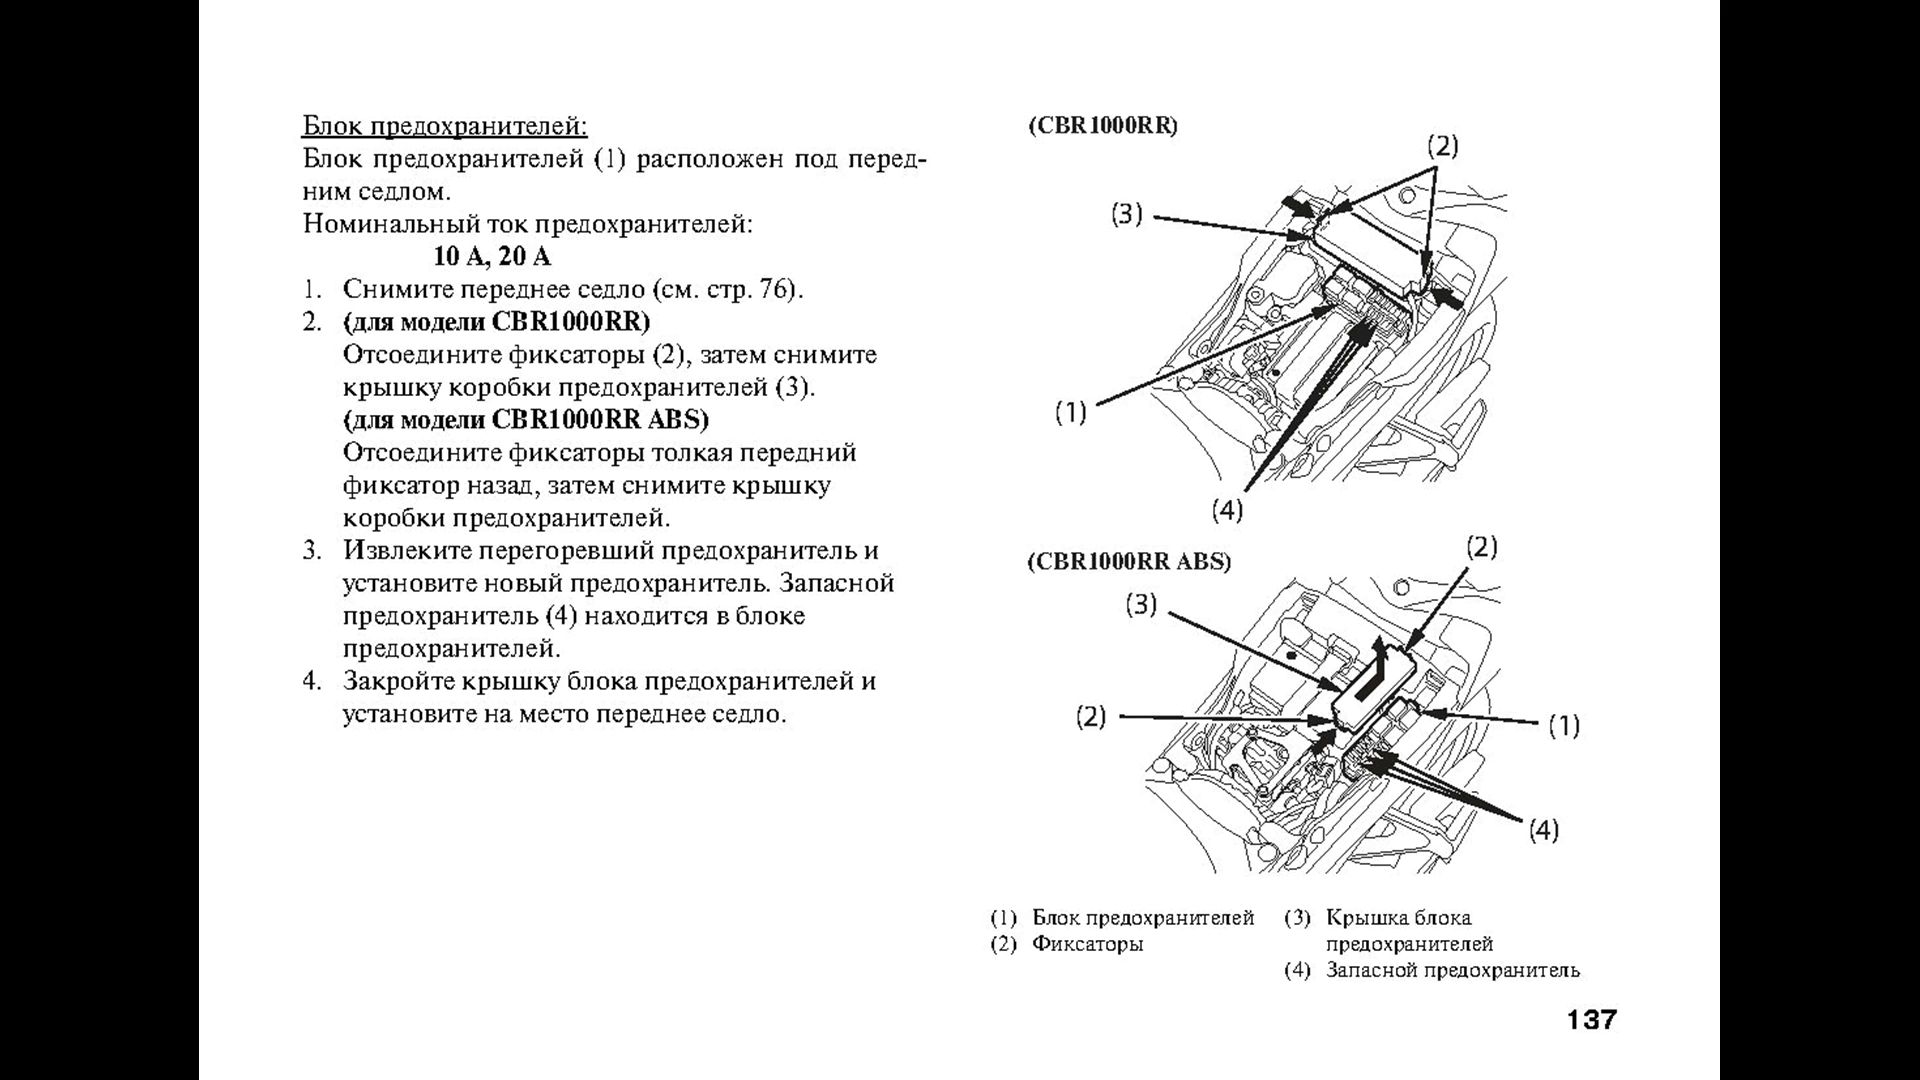 Блок предохранителей:
Блок предохранителей (1) расположен под перед-
ним седлом.
Номинальный ток предохранителей:
10 А, 20 А
1. Снимите переднее седло (см. стр. 76).
2. (для модели CBR1000RR)
Отсоедините фиксаторы (2), затем снимите
крышку коробки предохранителей (3).
(для модели CBR1000RR ABS)
Отсоедините фиксаторы толкая передний
фиксатор назад, затем снимите крышку
коробки предохранителей.
3. Извлеките перегоревший предохранитель и
установите новый предохранитель. Запасной
предохранитель (4) находится в блоке
предохранителей.
4. Закройте крышку блока предохранителей и
установите на место переднее седло.
(CBR1000RR)
(2)
(3)
(1)
(4)
(CBR1000RR ABS)
(2)
(3)
(2)
(1)
(4)
(1) Блок предохранителей
(2) Фиксаторы
(3) Крышка блока
предохранителей
(4) Запасной предохранитель
137